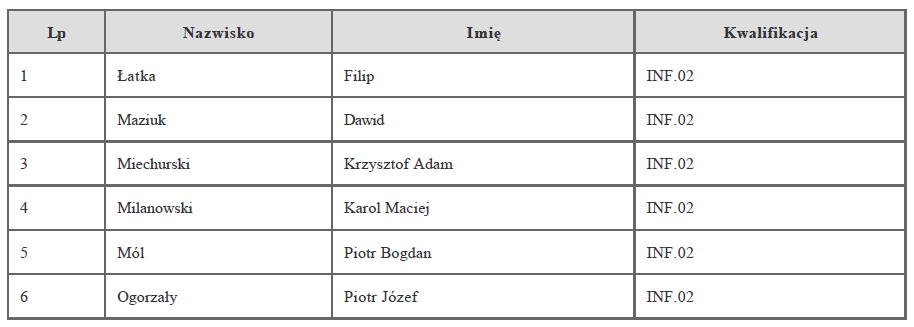 Lp Nazwisko Imię Kwalifikacja
1 Łatka Filip INF.02
2 Maziuk Dawid INF.02
3 Miechurski Krzysztof Adam INF.02
4 Milanowski Karol Maciej INF.02
5 Mól Piotr Bogdan INF.02
6 Ogorzały Piotr Józef INF.02